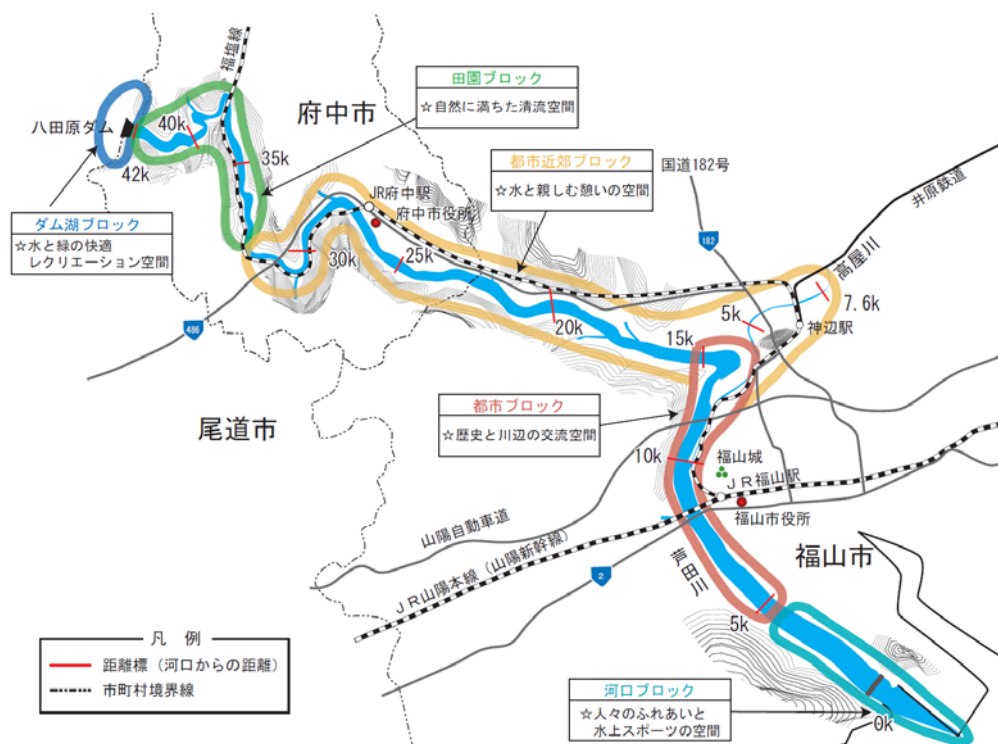 福塩線
田園ブロック
☆自然に満ちた清流空間
府中市
八田原ダム
40k
42k
35k
都市近郊ブロック
☆水と親しむ憩いの空間
国道182号
井原鉄道
JR府中駅
府中市役所
ダム湖ブロック
☆水と緑の快適
レクリエーション空間
182
高屋川
30k
25k
7.6k
5k
486
20k
神辺駅
15k
都市ブロック
☆歴史と川辺の交流空間
尾道市
10k
福山城
JR福山駅
福山市役所
山陽自動車道
JR山陽本線(山陽新幹線)
2
芦田川
福山市
5k
凡 例
距離標(河口からの距離)
市町村境界線
河口ブロック
☆人々のふれあいと
水上スポーツの空間
0k